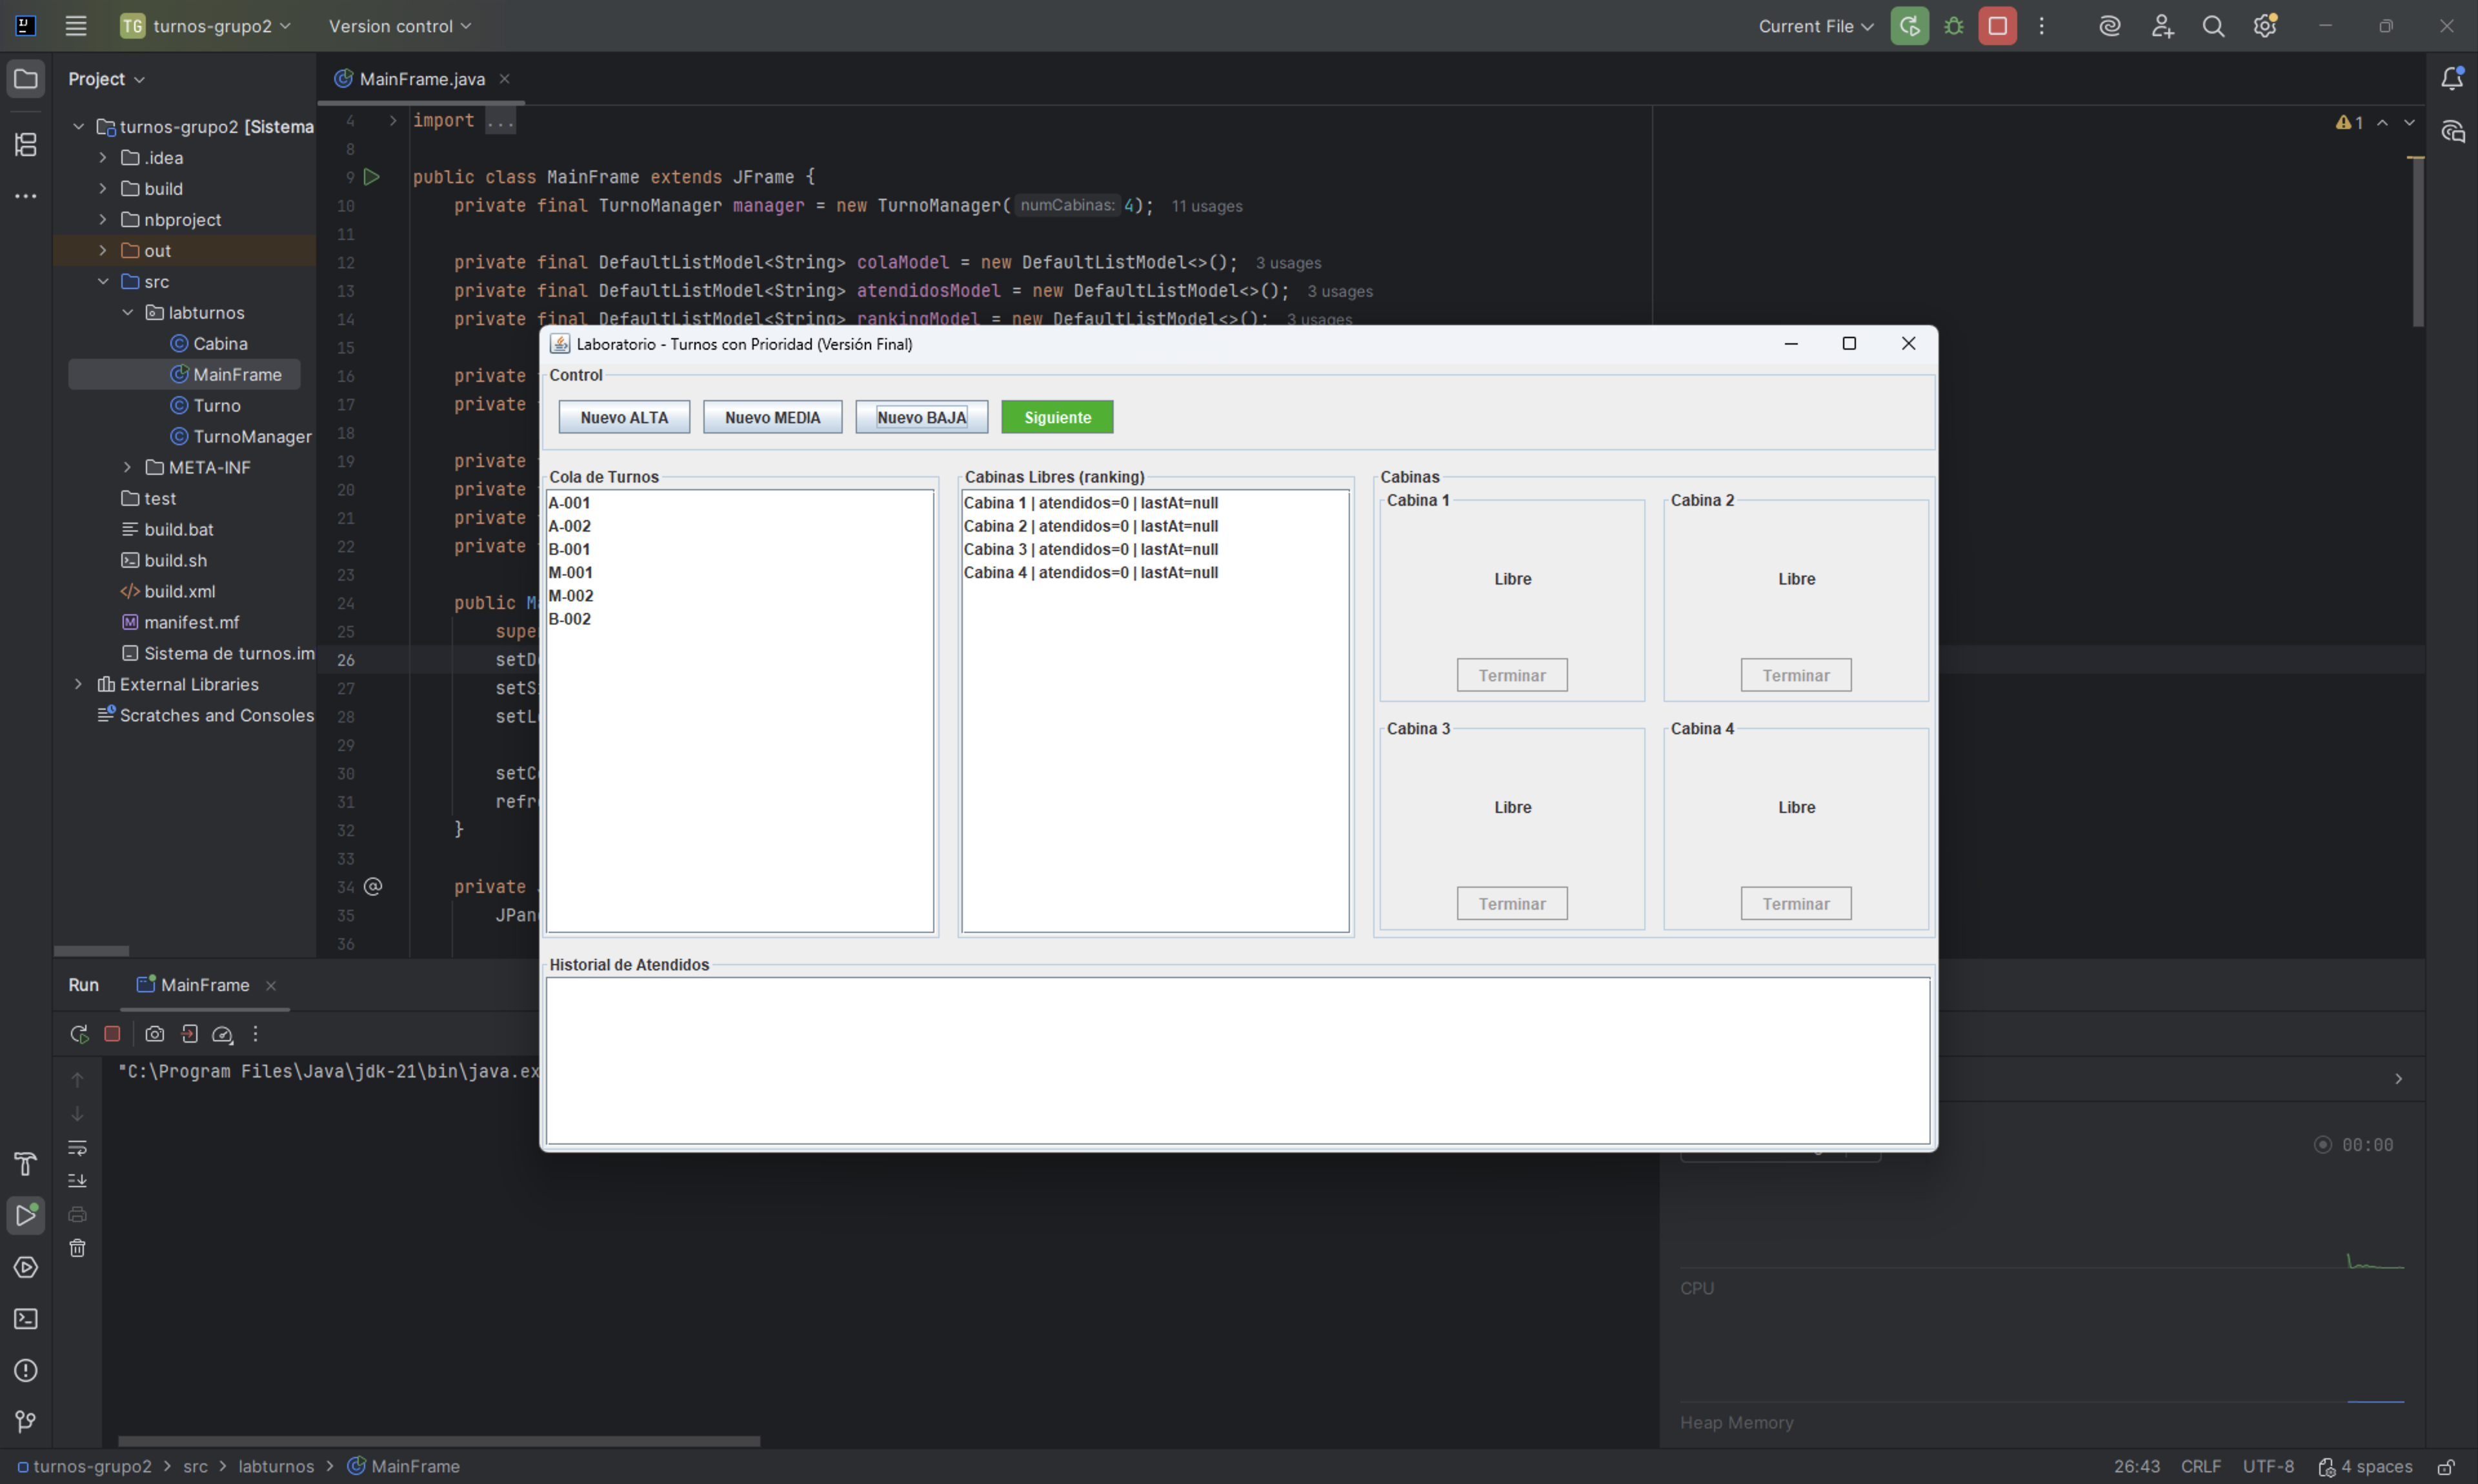 TG turnos-grupo2
Version control
Current File
Project
MainFrame.java
turnos-grupo2 [Sistema
.idea
build
nbproject
out
src
labturnos
Cabina
MainFrame
Turno
TurnoManager
META-INF
test
build.bat
build.sh
build.xml
manifest.mf
Sistema de turnos.im
External Libraries
Scratches and Consoles
1
4 import ...
8
9 public class MainFrame extends JFrame {
10 private final TurnoManager manager = new TurnoManager( numCabinas: 4); 11 usages
11
12 private final DefaultListModel<String> colaModel = new DefaultListModel<>(); 3 usages
13 private final DefaultListModel<String> atendidosModel = new DefaultListModel<>(); 3 usages
14 private final DefaultListModel<String> rankingModel = new DefaultListModel<>(); 3 usages
15
16 private
17 private
18
19 private
20 private
21 private
22 private
23
24 public M
25 supe
26 setD
27 setS
28 setL
29
30 setC
31 refr
32 }
33
34 private
35 JPan
36
Laboratorio - Turnos con Prioridad (Versión Final)
Control
Nuevo ALTA
Nuevo MEDIA
Nuevo BAJA
Siguiente
Cola de Turnos
A-001
A-002
B-001
M-001
M-002
B-002
Cabinas Libres (ranking)
Cabina 1 | atendidos=0 | lastAt=null
Cabina 2 | atendidos=0 | lastAt=null
Cabina 3 | atendidos=0 | lastAt=null
Cabina 4 | atendidos=0 | lastAt=null
Cabinas
Cabina 1
Libre
Terminar
Cabina 2
Libre
Terminar
Cabina 3
Libre
Terminar
Cabina 4
Libre
Terminar
Historial de Atendidos
Run
MainFrame
"C:\Program Files\Java\jdk-21\bin\java.ex
00:00
CPU
Heap Memory
turnos-grupo2 > src > labturnos > MainFrame
26:43 CRLF UTF-8 4 spaces